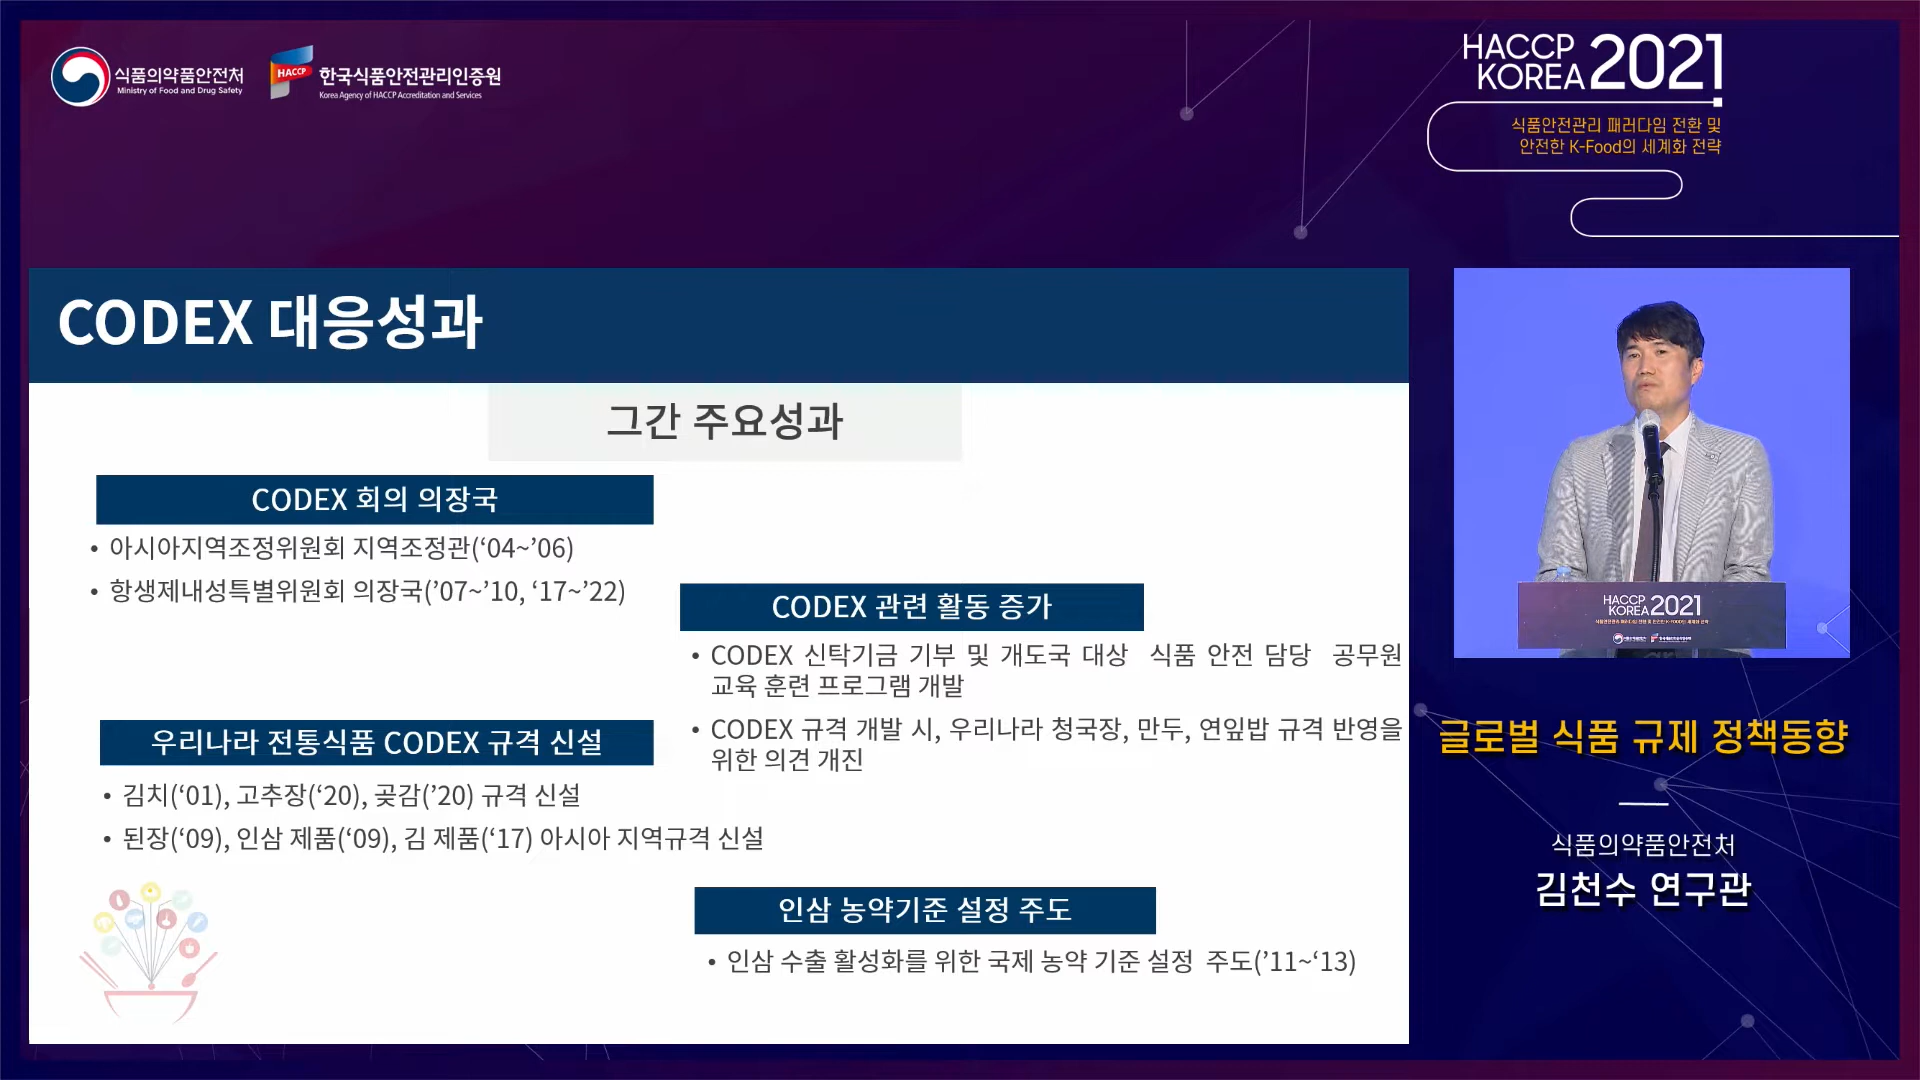 식품의약품안전처
Ministry of Food and Drug Safety
HACCP
한국식품안전관리인증원
Korea Agency of HACCP Accreditation and Services
HACCP
KOREA 2021
식품안전관리 패러다임 전환 및
안전한 K-Food의 세계화 전략
CODEX 대응성과
그간 주요성과
CODEX 회의 의장국
• 아시아지역조정위원회 지역조정관(‘04~’06)
• 항생제내성특별위원회 의장국(’07~’10, ‘17~’22)
CODEX 관련 활동 증가
• CODEX 신탁기금 기부 및 개도국 대상 식품 안전 담당 공무원
교육 훈련 프로그램 개발
• CODEX 규격 개발 시, 우리나라 청국장, 만두, 연잎밥 규격 반영을
위한 의견 개진
우리나라 전통식품 CODEX 규격 신설
• 김치(‘01), 고추장(‘20), 곶감(’20) 규격 신설
• 된장(‘09), 인삼 제품(‘09), 김 제품(‘17) 아시아 지역규격 신설
인삼 농약기준 설정 주도
• 인삼 수출 활성화를 위한 국제 농약 기준 설정 주도(’11~‘13)
HACCP
KOREA 2021
글로벌 식품 규제 정책동향
식품의약품안전처
김천수 연구관